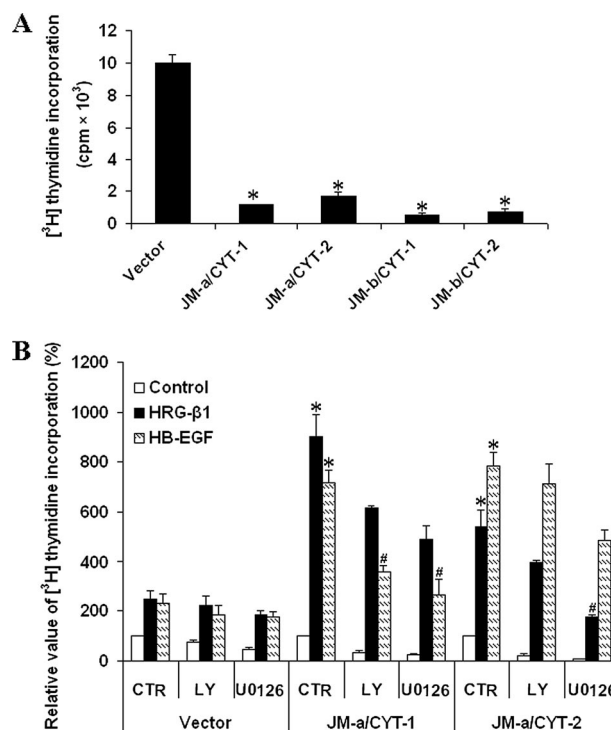 A
[³H] thymidine incorporation
(cpm × 10³)
12
10
8
6
4
2
0
*
*
*
*
Vector
JM-a/CYT-1
JM-a/CYT-2
JM-b/CYT-1
JM-b/CYT-2
B
Relative value of [³H] thymidine incorporation (%)
1200
1000
800
600
400
200
0
Control
HRG-β1
HB-EGF
*
*
#
#
*
*
#
CTR LY U0126 CTR LY U0126 CTR LY U0126
Vector JM-a/CYT-1 JM-a/CYT-2